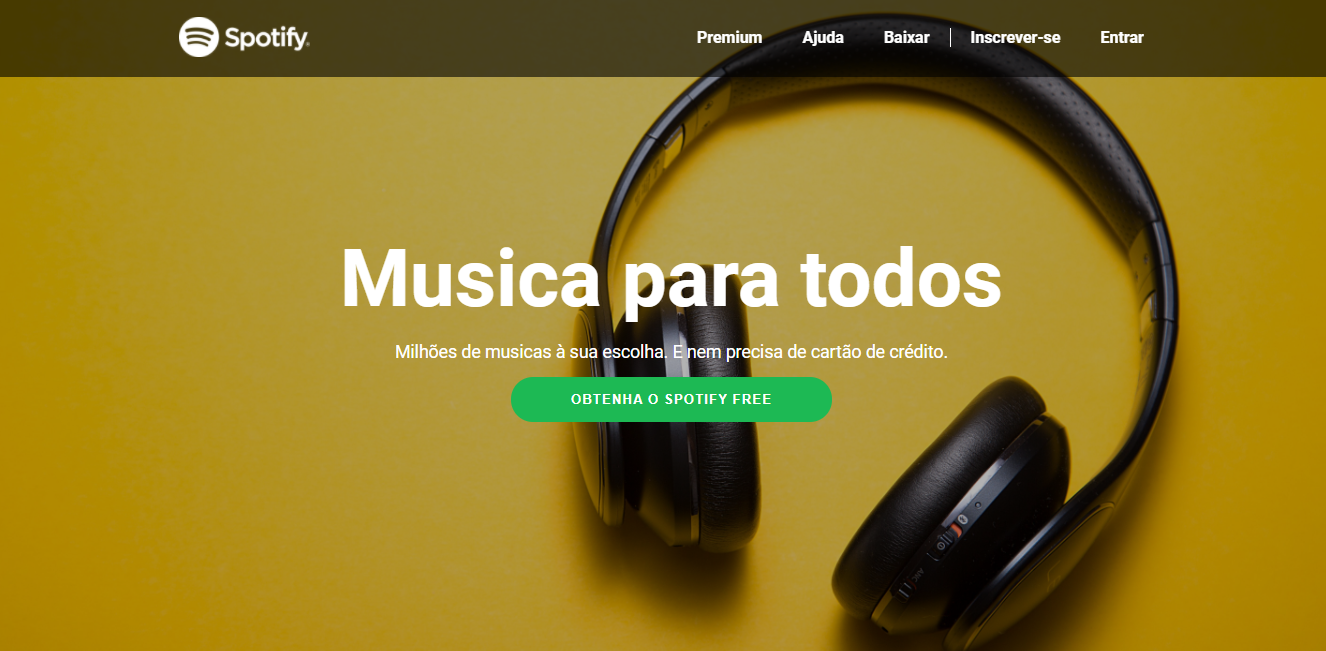 Spotify®
Premium Ajuda Baixar Inscrever-se Entrar
Musica para todos
Milhões de musicas à sua escolha. E nem precisa de cartão de crédito.
OBTENHA O SPOTIFY FREE